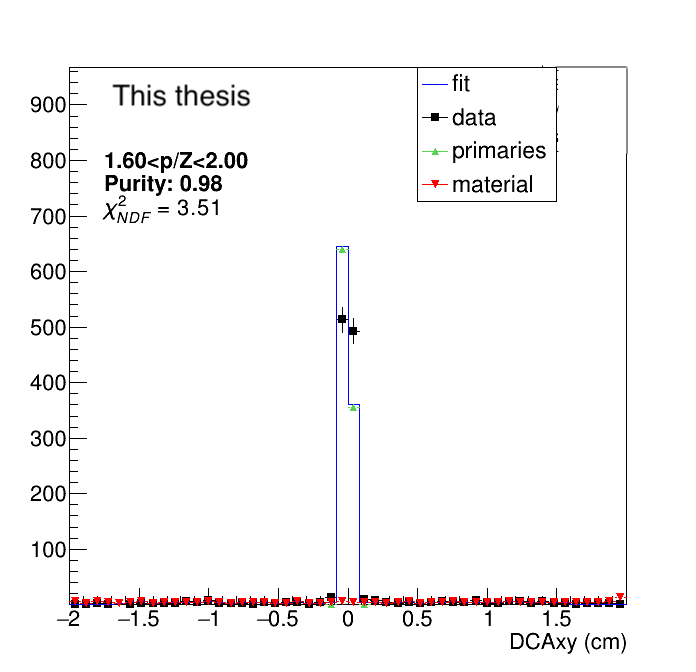 This thesis
fit
data
primaries
material
1.60<p/Z<2.00
Purity: 0.98
χ²NDF = 3.51
900
800
700
600
500
400
300
200
100
−2 −1.5 −1 −0.5 0 0.5 1 1.5
DCAxy (cm)